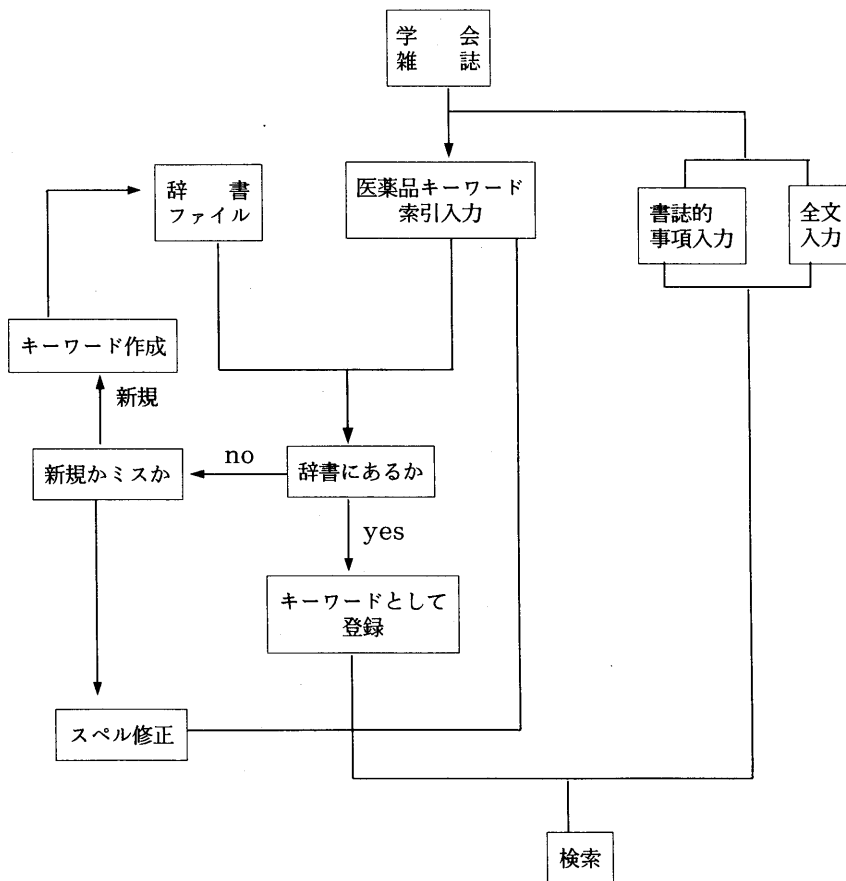 学会
雑誌
辞書
ファイル
医薬品キーワード
索引入力
書誌的
事項入力
全文
入力
キーワード作成
新規
新規かミスか
no
辞書にあるか
yes
キーワードとして
登録
スペル修正
検索